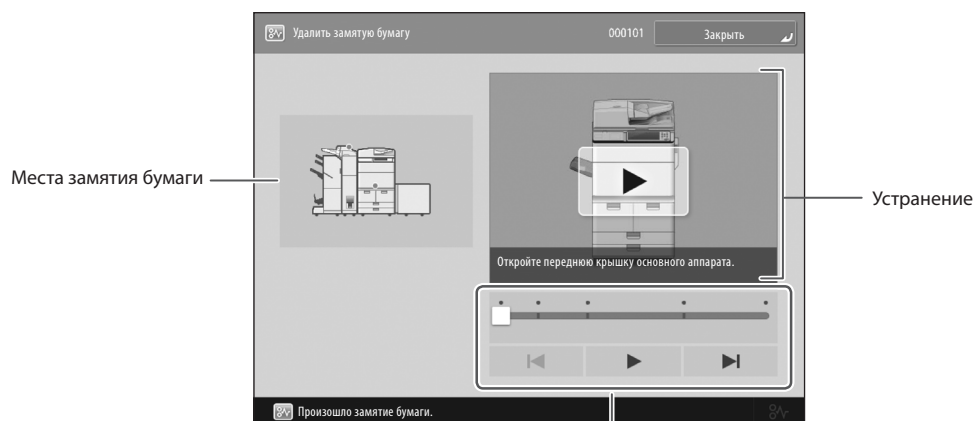 Удалить замятую бумагу
000101
Закрыть
Места замятия бумаги
Устранение
Откройте переднюю крышку основного аппарата.
Произошло замятие бумаги.